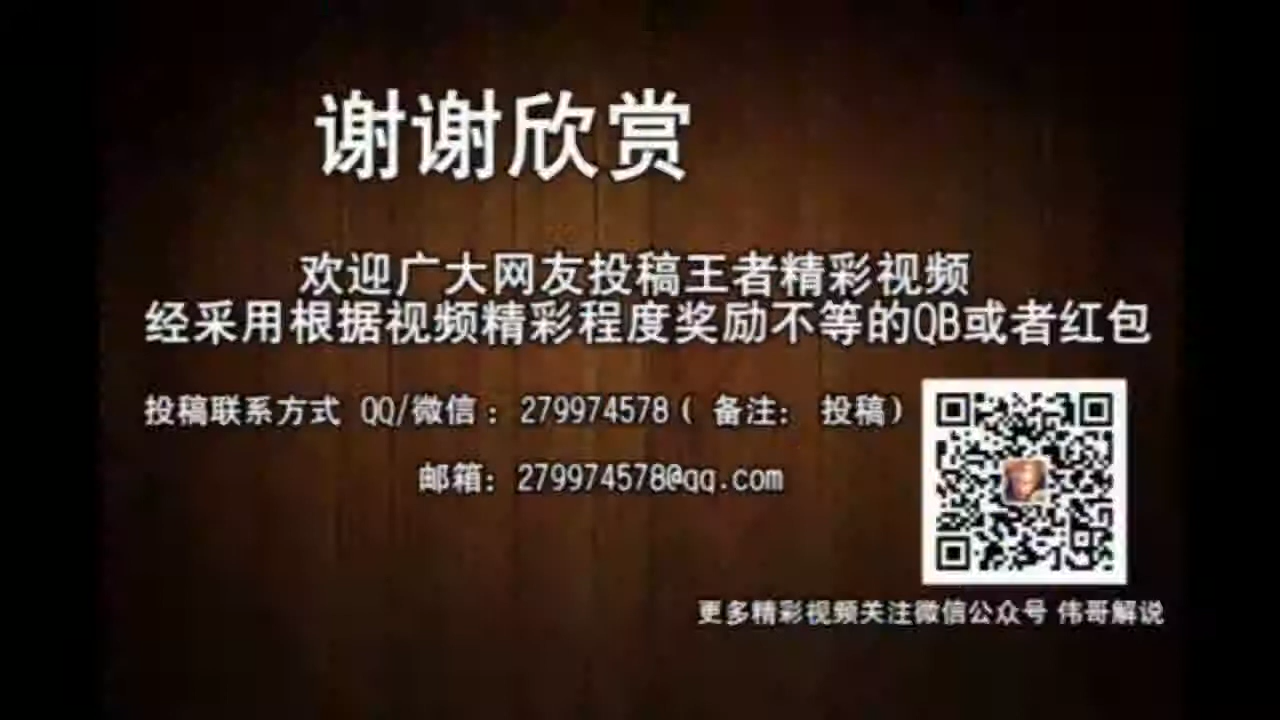 谢谢欣赏
欢迎广大网友投稿王者精彩视频
经采用根据视频精彩程度奖励不等的QB或者红包
投稿联系方式 QQ/微信：279974578（ 备注： 投稿）
邮箱：279974578@qq.com
更多精彩视频关注微信公众号 伟哥解说